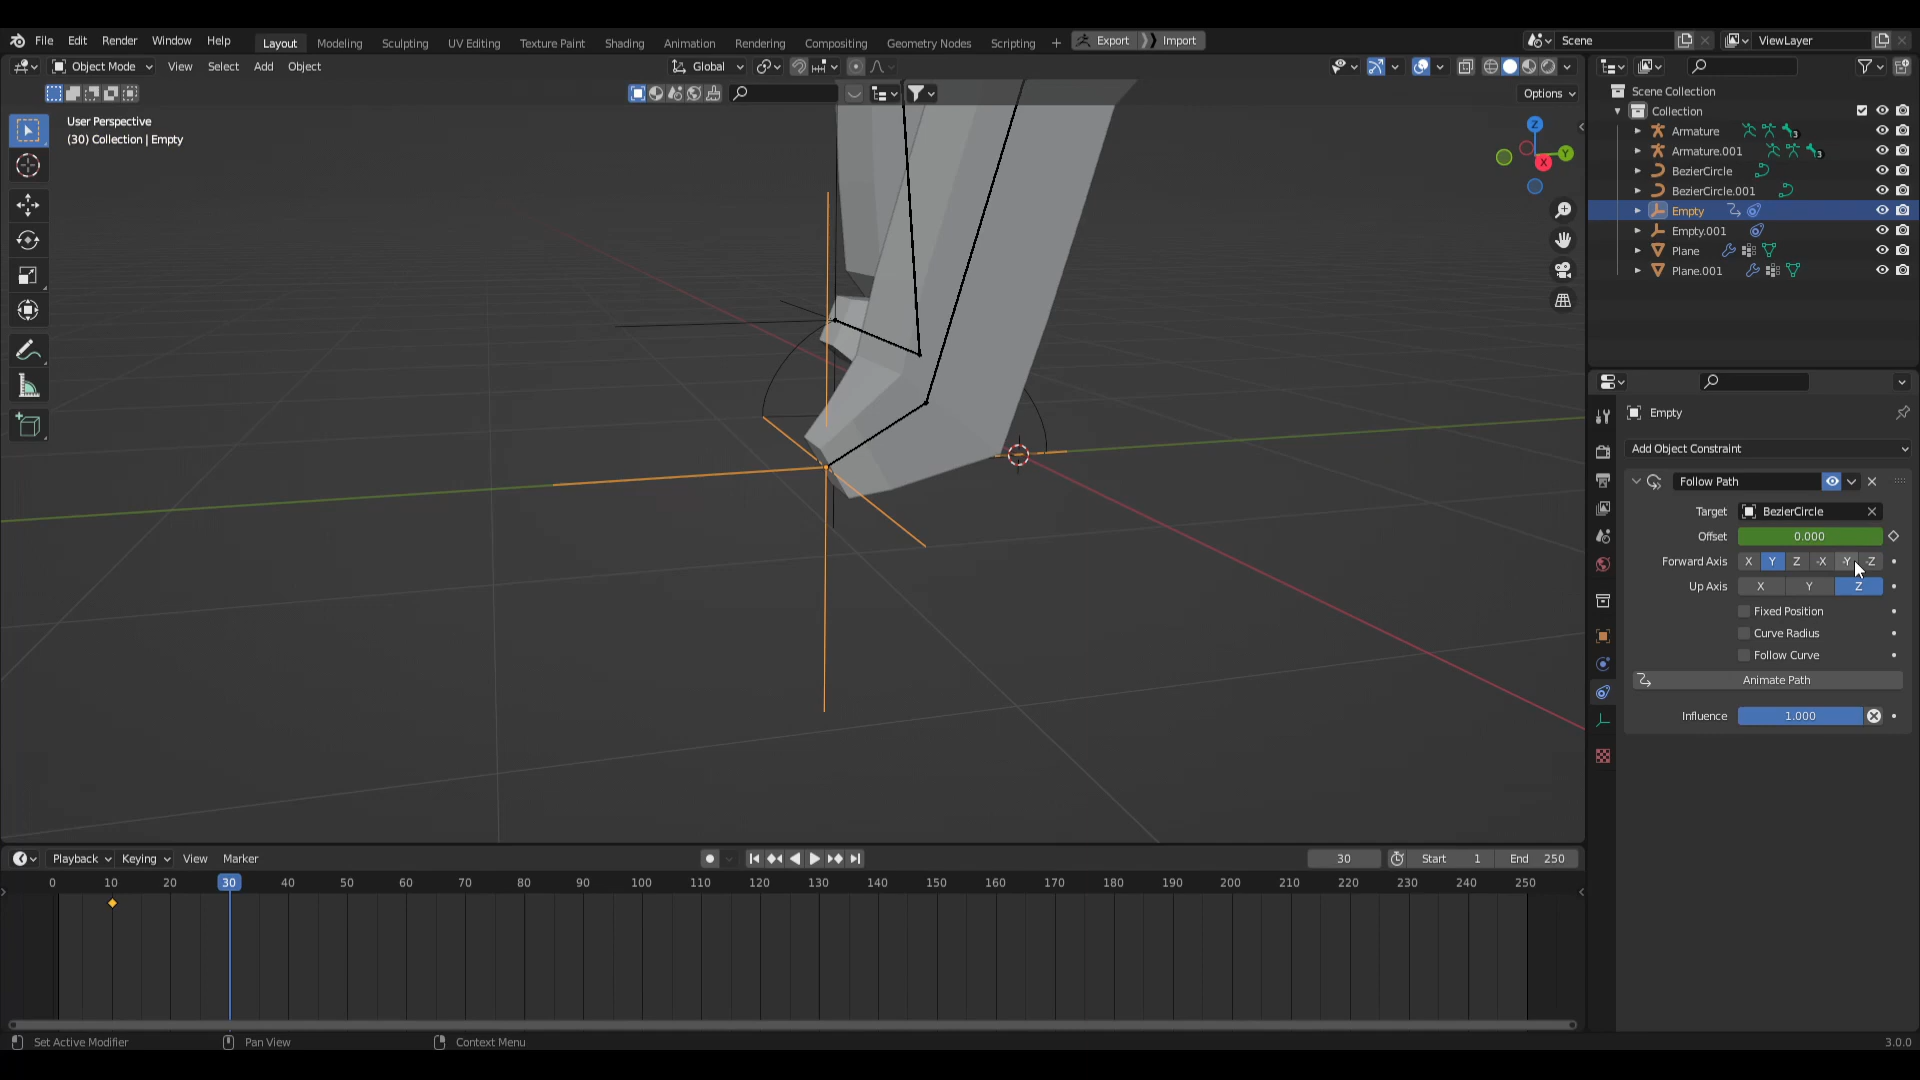 File Edit Render Window Help Layout Modeling Sculpting UV Editing Texture Paint Shading Animation Rendering Compositing Geometry Nodes Scripting + Export Import Scene ViewLayer
Object Mode View Select Add Object Global
Options
User Perspective
(30) Collection | Empty
Z
Y
X
Scene Collection
Collection
Armature 3
Armature.001 3
BezierCircle
BezierCircle.001
Empty
Empty.001
Plane
Plane.001
Empty
Add Object Constraint
Follow Path
Target BezierCircle
Offset 0.000
Forward Axis X Y Z -X -Y -Z
Up Axis X Y Z
Fixed Position
Curve Radius
Follow Curve
Animate Path
Influence 1.000
Playback Keying View Marker 30 Start 1 End 250
0 10 20 30 40 50 60 70 80 90 100 110 120 130 140 150 160 170 180 190 200 210 220 230 240 250
Set Active Modifier Pan View Context Menu 3.0.0